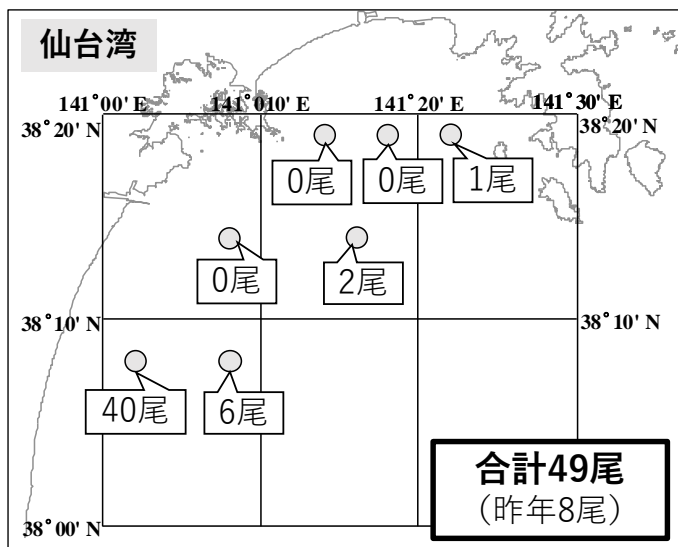 仙台湾
141°00' E
141°10' E
141°20' E
141°30' E
38°20' N
38°20' N
0尾
0尾
1尾
0尾
2尾
38°10' N
38°10' N
40尾
6尾
合計49尾
（昨年8尾）
38°00' N